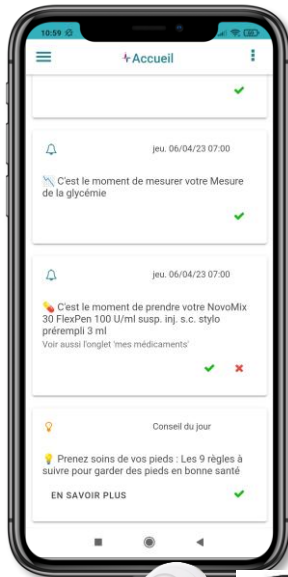 10:59
Accueil
jeu. 06/04/23 07:00
C'est le moment de mesurer votre Mesure
de la glycémie
jeu. 06/04/23 07:00
C'est le moment de prendre votre NovoMix
30 FlexPen 100 U/ml susp. inj. s.c. stylo
prérempli 3 ml
Voir aussi l'onglet 'mes médicaments'
Conseil du jour
Prenez soins de vos pieds : Les 9 règles à
suivre pour garder des pieds en bonne santé
EN SAVOIR PLUS